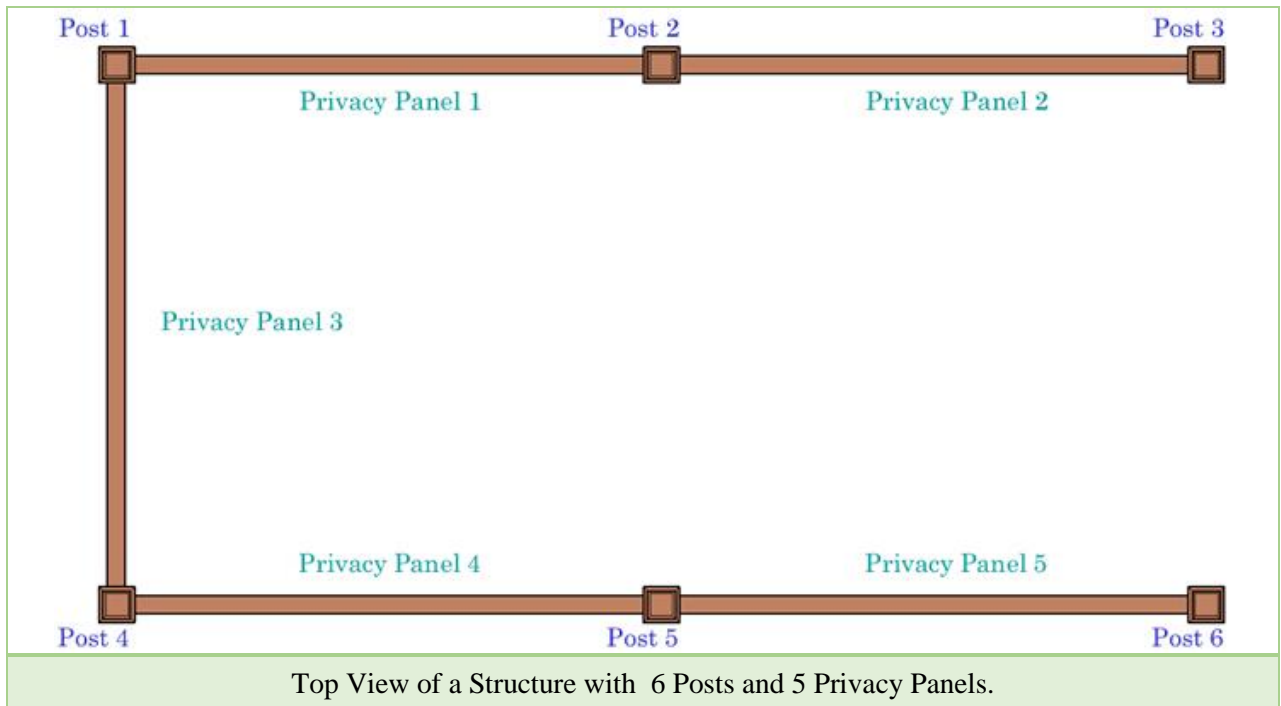 Post 1
Post 2
Post 3
Privacy Panel 1
Privacy Panel 2
Privacy Panel 3
Privacy Panel 4
Privacy Panel 5
Post 4
Post 5
Post 6
Top View of a Structure with 6 Posts and 5 Privacy Panels.